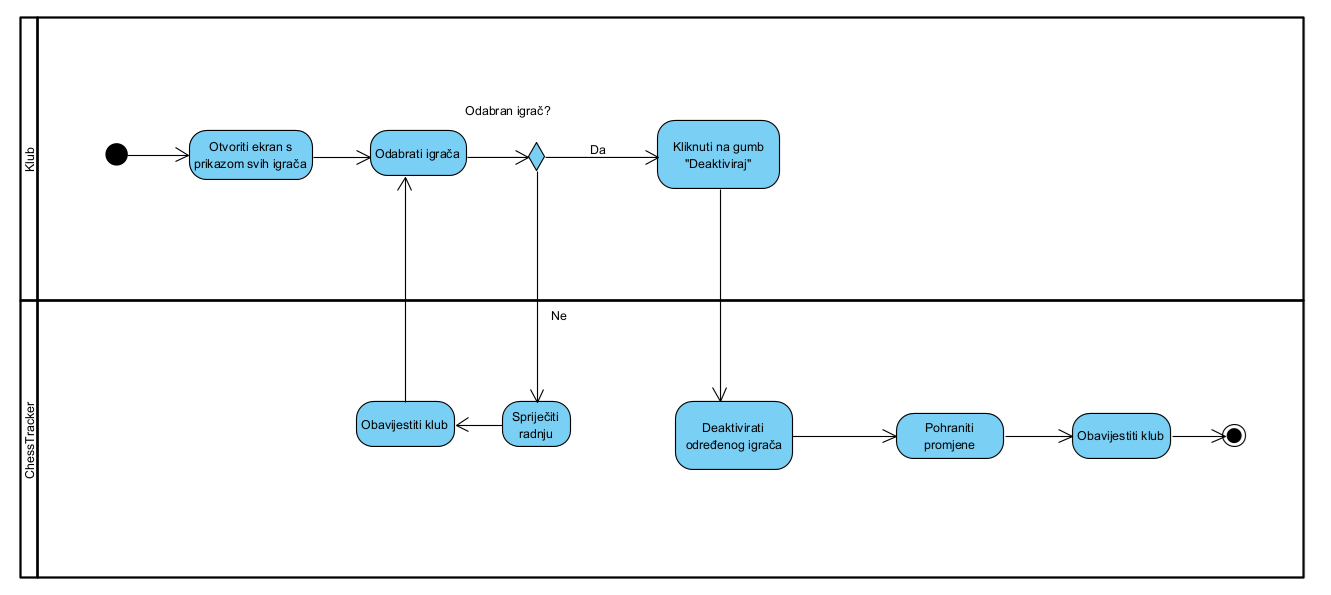 Klub
Odabran igrač?
Otvoriti ekran s
prikazom svih igrača
Odabrati igrača
Da
Kliknuti na gumb
"Deaktiviraj"
ChessTracker
Ne
Obavijestiti klub
Spriječiti
radnju
Deaktivirati
određenog igrača
Pohraniti
promjene
Obavijestiti klub